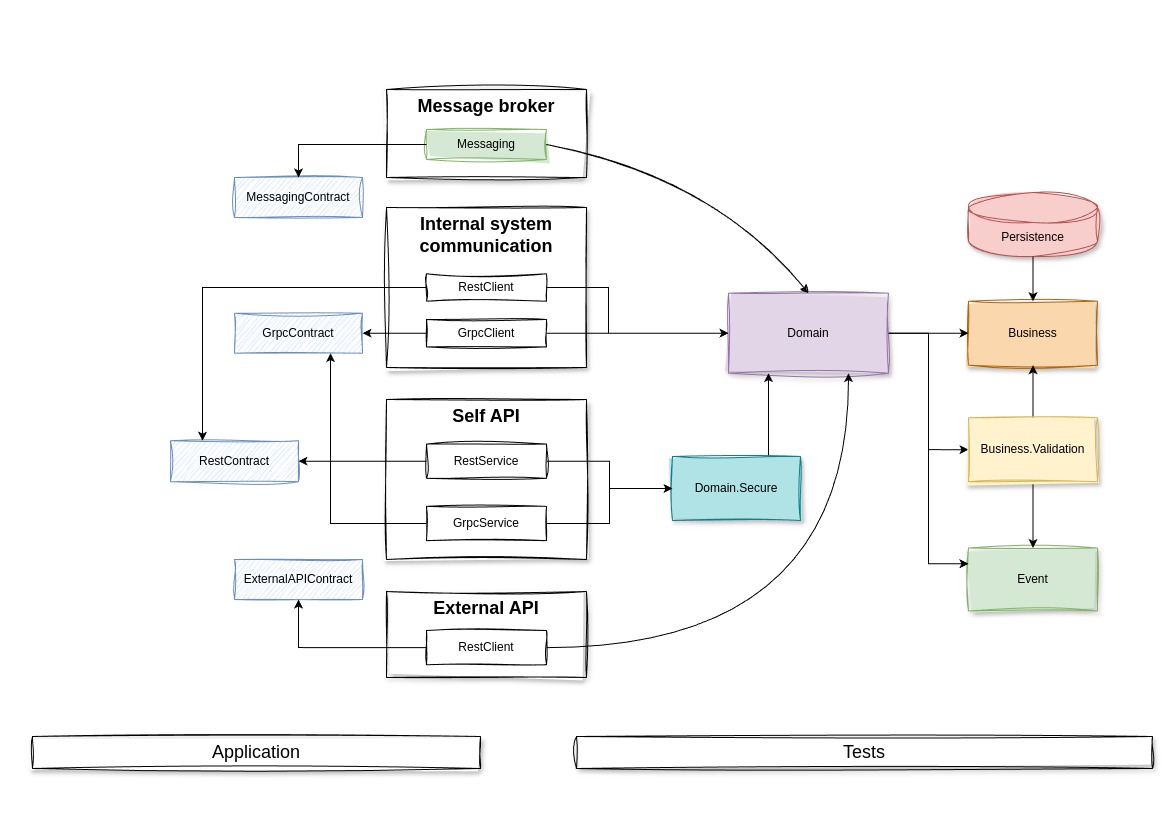 Message broker
Messaging
MessagingContract
Internal system
communication
RestClient
GrpcClient
GrpcContract
Self API
RestService
RestContract
GrpcService
ExternalAPIContract
External API
RestClient
Domain
Domain.Secure
Persistence
Business
Business.Validation
Event
Application
Tests